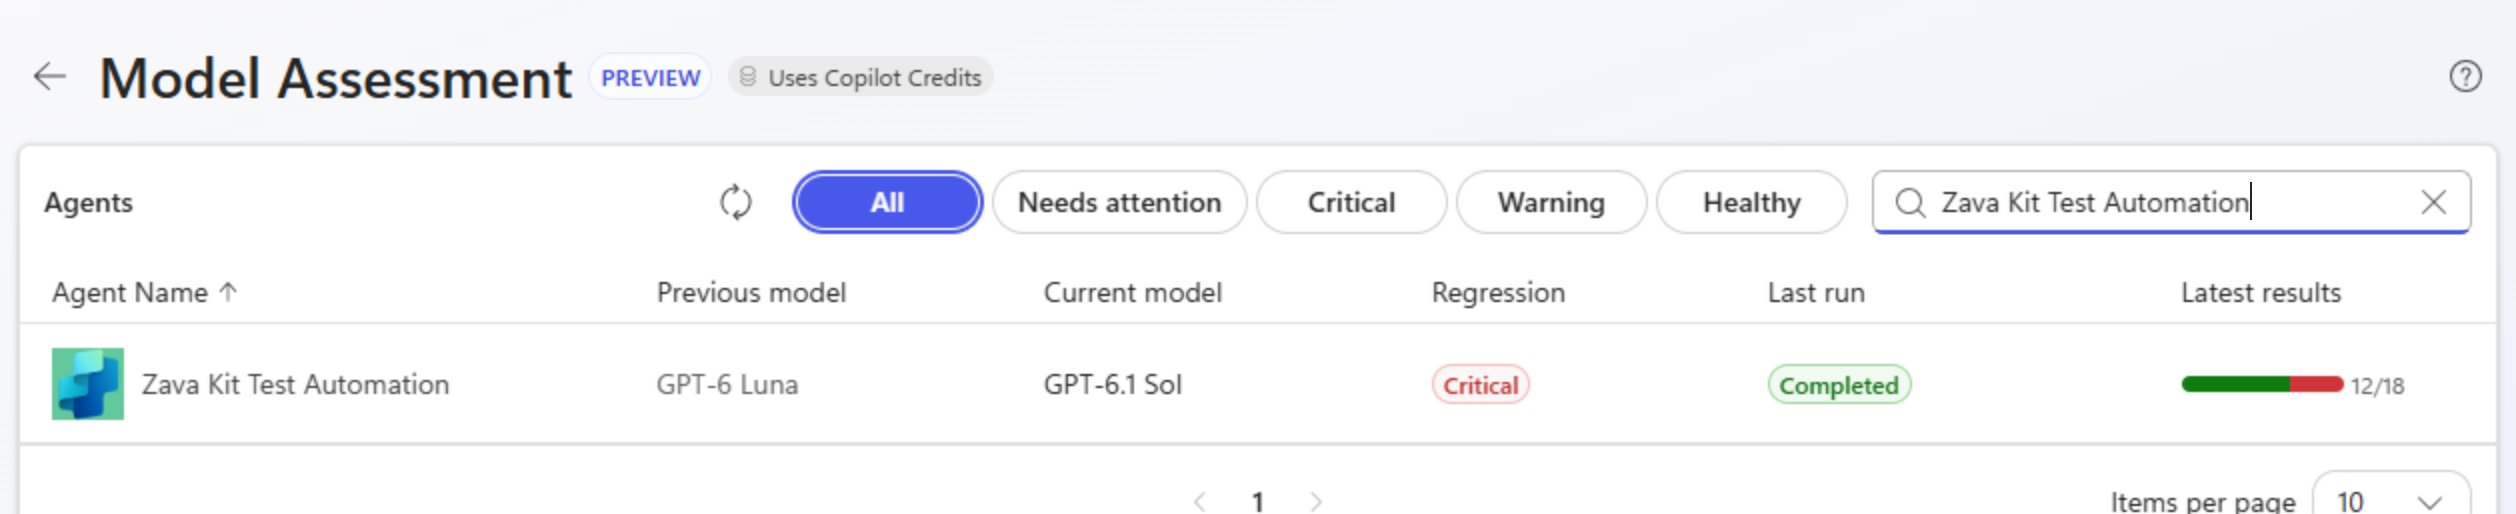 Model Assessment PREVIEW Uses Copilot Credits
Agents All Needs attention Critical Warning Healthy Zava Kit Test Automation
Agent Name Previous model Current model Regression Last run Latest results
Zava Kit Test Automation GPT-6 Luna GPT-6.1 Sol Critical Completed 12/18
1 Items per page 10